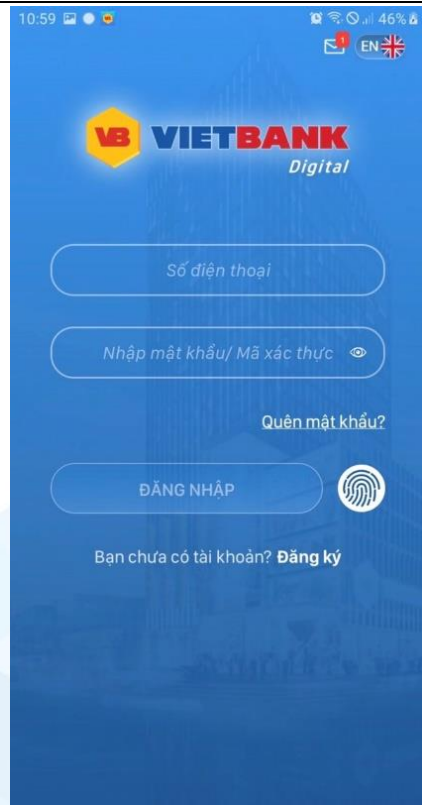 10:59 46%
1 EN
VB VIETBANK
Digital
Số điện thoại
Nhập mật khẩu/ Mã xác thực
Quên mật khẩu?
ĐĂNG NHẬP
Bạn chưa có tài khoản? Đăng ký